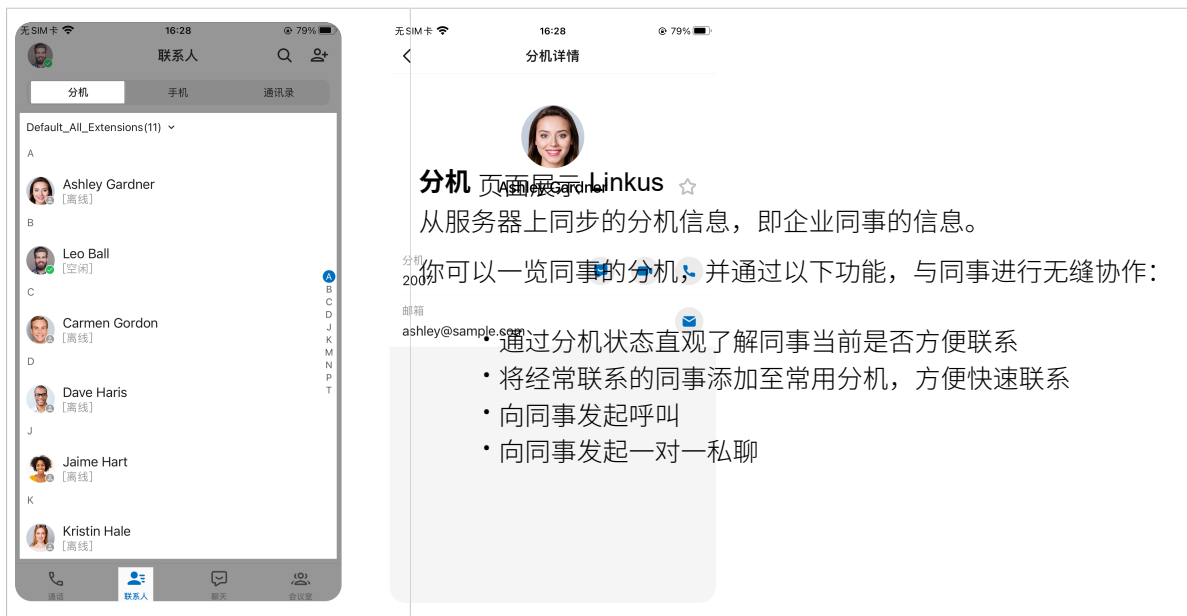 无SIM卡
16:28
79%
联系人
分机
手机
通讯录
Default_All_Extensions(11)
A
Ashley Gardner
[离线]
B
Leo Ball
[空闲]
C
Carmen Gordon
[离线]
D
Dave Haris
[离线]
J
Jaime Hart
[离线]
K
Kristin Hale
[离线]
A
B
C
D
J
K
M
N
P
T
通话
联系人
聊天
会议室
无SIM卡
16:28
79%
分机详情
Ashley Gardner
分机
2007
邮箱
ashley@sample.com
分机 页面展示 Linkus
从服务器上同步的分机信息，即企业同事的信息。
你可以一览同事的分机，并通过以下功能，与同事进行无缝协作：
• 通过分机状态直观了解同事当前是否方便联系
• 将经常联系的同事添加至常用分机，方便快速联系
• 向同事发起呼叫
• 向同事发起一对一私聊